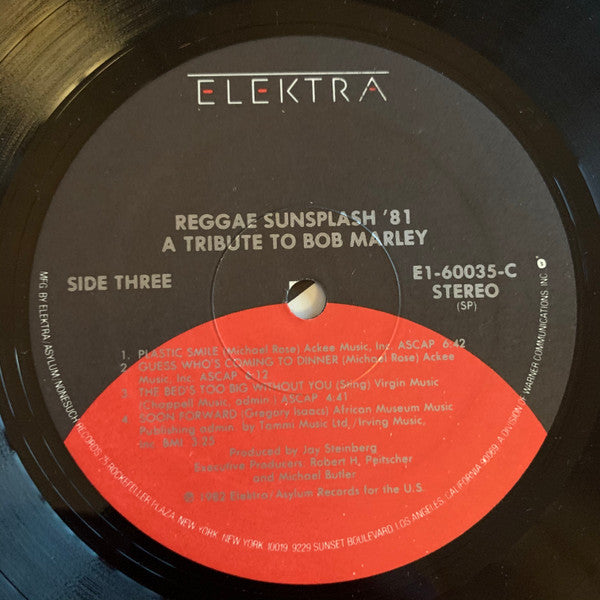 ELEKTRA
REGGAE SUNSPLASH '81
A TRIBUTE TO BOB MARLEY
SIDE THREE
E1-60035-C
STEREO
(SP)
1. PLASTIC SMILE (Michael Rose) Ackee Music, Inc. ASCAP 6:42
2. GUESS WHO'S COMING TO DINNER (Michael Rose) Ackee
Music, Inc. ASCAP 6:12
3. THE BED'S TOO BIG WITHOUT YOU (Sting) Virgin Music
(Chappell Music, admin.) ASCAP 6:41
4. SOON FORWARD (Gregory Isaacs) African Museum Music
Publishing admin. by Tammi Music Ltd./Irving Music,
Inc. BMI 3:25
Produced by Jay Steinberg
Executive Producers: Robert H. Peitscher
and Michael Butler
℗ 1982 Elektra/Asylum Records for the U.S.
MFG. BY ELEKTRA/ASYLUM/NONESUCH RECORDS, 75 ROCKEFELLER PLAZA, NEW YORK, NEW YORK 10019. 9229 SUNSET BOULEVARD, LOS ANGELES, CALIFORNIA 90069. A DIVISION OF WARNER COMMUNICATIONS INC.